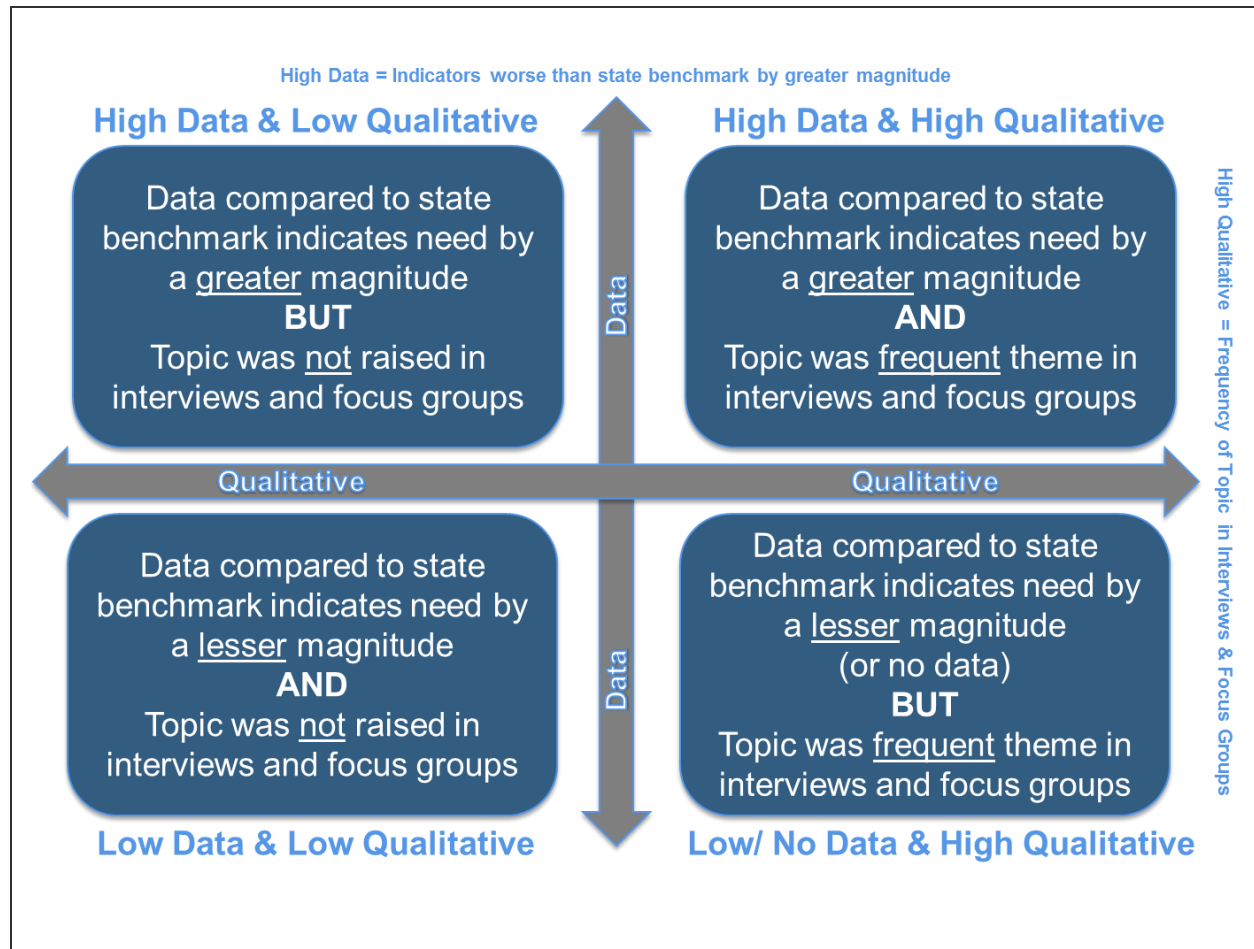 High Data = Indicators worse than state benchmark by greater magnitude
High Data & Low Qualitative
Data compared to state
benchmark indicates need by
a greater magnitude
BUT
Topic was not raised in
interviews and focus groups
High Data & High Qualitative
Data compared to state
benchmark indicates need by
a greater magnitude
AND
Topic was frequent theme in
interviews and focus groups
High Qualitative = Frequency of Topic in Interviews & Focus Groups
Data
Qualitative
Qualitative
Data
Data compared to state
benchmark indicates need by
a lesser magnitude
AND
Topic was not raised in
interviews and focus groups
Low Data & Low Qualitative
Data compared to state
benchmark indicates need by
a lesser magnitude
(or no data)
BUT
Topic was frequent theme in
interviews and focus groups
Low/ No Data & High Qualitative